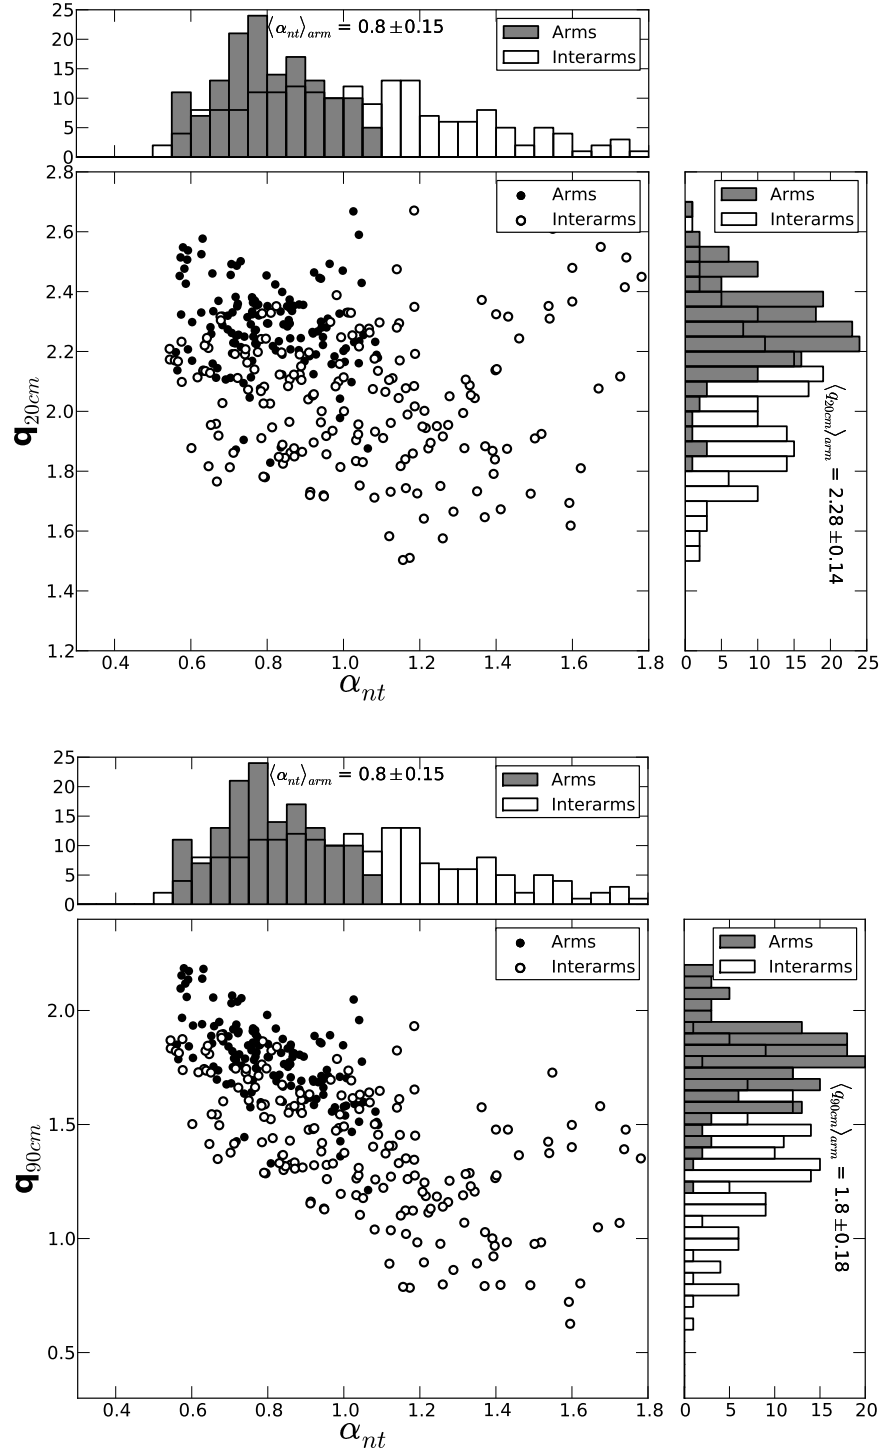 25
20
15
10
5
0
⟨α_nt⟩_arm = 0.8±0.15
Arms
Interarms
2.8
2.6
2.4
2.2
2.0
1.8
1.6
1.4
1.2
q_20cm
Arms
Interarms
0.4 0.6 0.8 1.0 1.2 1.4 1.6 1.8
α_nt
Arms
Interarms
⟨q_20cm⟩_arm = 2.28±0.14
0 5 10 15 20 25
25
20
15
10
5
0
⟨α_nt⟩_arm = 0.8±0.15
Arms
Interarms
2.0
1.5
1.0
0.5
q_90cm
Arms
Interarms
0.4 0.6 0.8 1.0 1.2 1.4 1.6 1.8
α_nt
Arms
Interarms
⟨q_90cm⟩_arm = 1.8±0.18
0 5 10 15 20